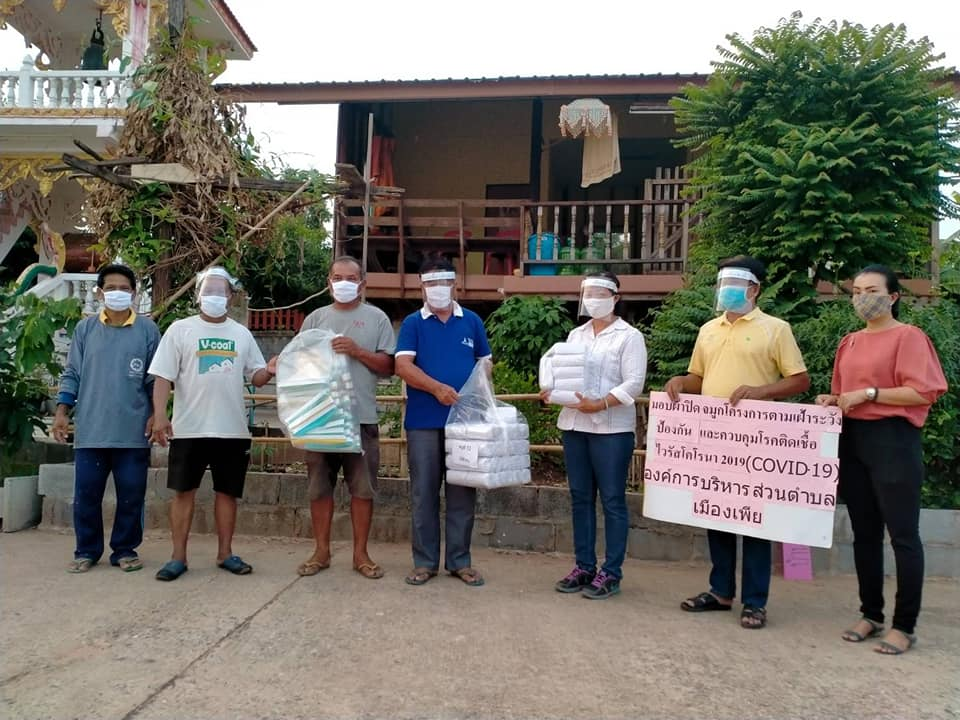 V-coal
มอบผ้าปิดจมูกโครงการตามเฝ้าระวัง
ป้องกัน และควบคุมโรคติดเชื้อ
ไวรัสโคโรนา 2019(COVID-19)
องค์การบริหารส่วนตำบล
เมืองเพีย